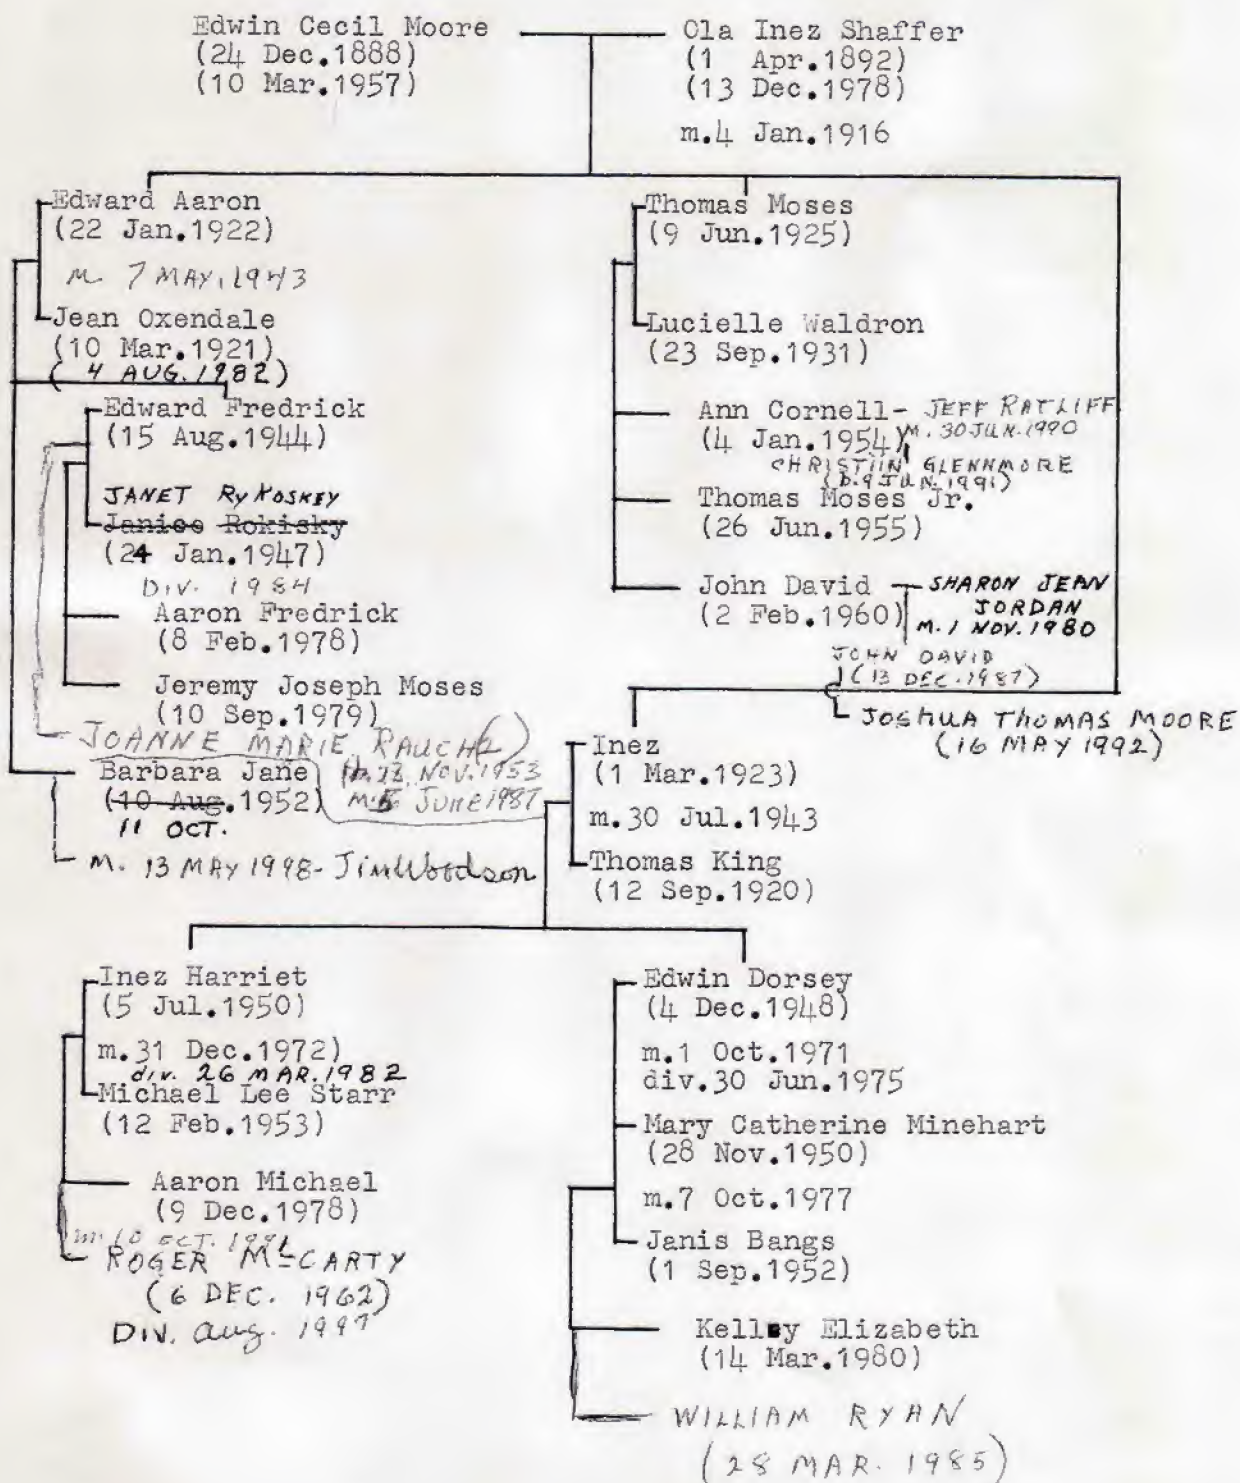 Edwin Cecil Moore
(24 Dec.1888)
(10 Mar.1957)
Ola Inez Shaffer
(1 Apr.1892)
(13 Dec.1978)
m.4 Jan.1916
Edward Aaron
(22 Jan.1922)
m. 7 MAY, 1943
Jean Oxendale
(10 Mar.1921)
(4 AUG. 1982)
Edward Fredrick
(15 Aug.1944)
JANET RyKOSKEY
Janice Rokisky
(24 Jan.1947)
Div. 1984
Aaron Fredrick
(8 Feb.1978)
Jeremy Joseph Moses
(10 Sep.1979)
JOANNE MARIE RAUCH (2)
NOV. 1953
JUNE 1987
Barbara Jane
(10 Aug.1952)
11 OCT.
m. 13 MAY 1998- Jim Woodson
Thomas Moses
(9 Jun.1925)
Lucielle Waldron
(23 Sep.1931)
Ann Cornell- JEFF RATLIFF
(4 Jan.1954) m. 30 JUN. 1990
CHRISTIIN GLENNMORE
(b. 9 JUN. 1991)
Thomas Moses Jr.
(26 Jun.1955)
John David SHARON JEAN
JORDAN
(2 Feb.1960) m. 1 NOV. 1980
JOHN DAVID
(13 DEC. 1987)
JOSHUA THOMAS MOORE
(16 MAY 1992)
Inez
(1 Mar.1923)
m.30 Jul.1943
Thomas King
(12 Sep.1920)
Inez Harriet
(5 Jul.1950)
m.31 Dec.1972)
div. 26 MAR. 1982
Michael Lee Starr
(12 Feb.1953)
Aaron Michael
(9 Dec.1978)
m. 10 OCT.
ROGER McCARTY
(6 DEC. 1962)
DIV. aug. 1997
Edwin Dorsey
(4 Dec.1948)
m.1 Oct.1971
div.30 Jun.1975
Mary Catherine Minehart
(28 Nov.1950)
m.7 Oct.1977
Janis Bangs
(1 Sep.1952)
Kelley Elizabeth
(14 Mar.1980)
WILLIAM RYAN
(28 MAR. 1985)